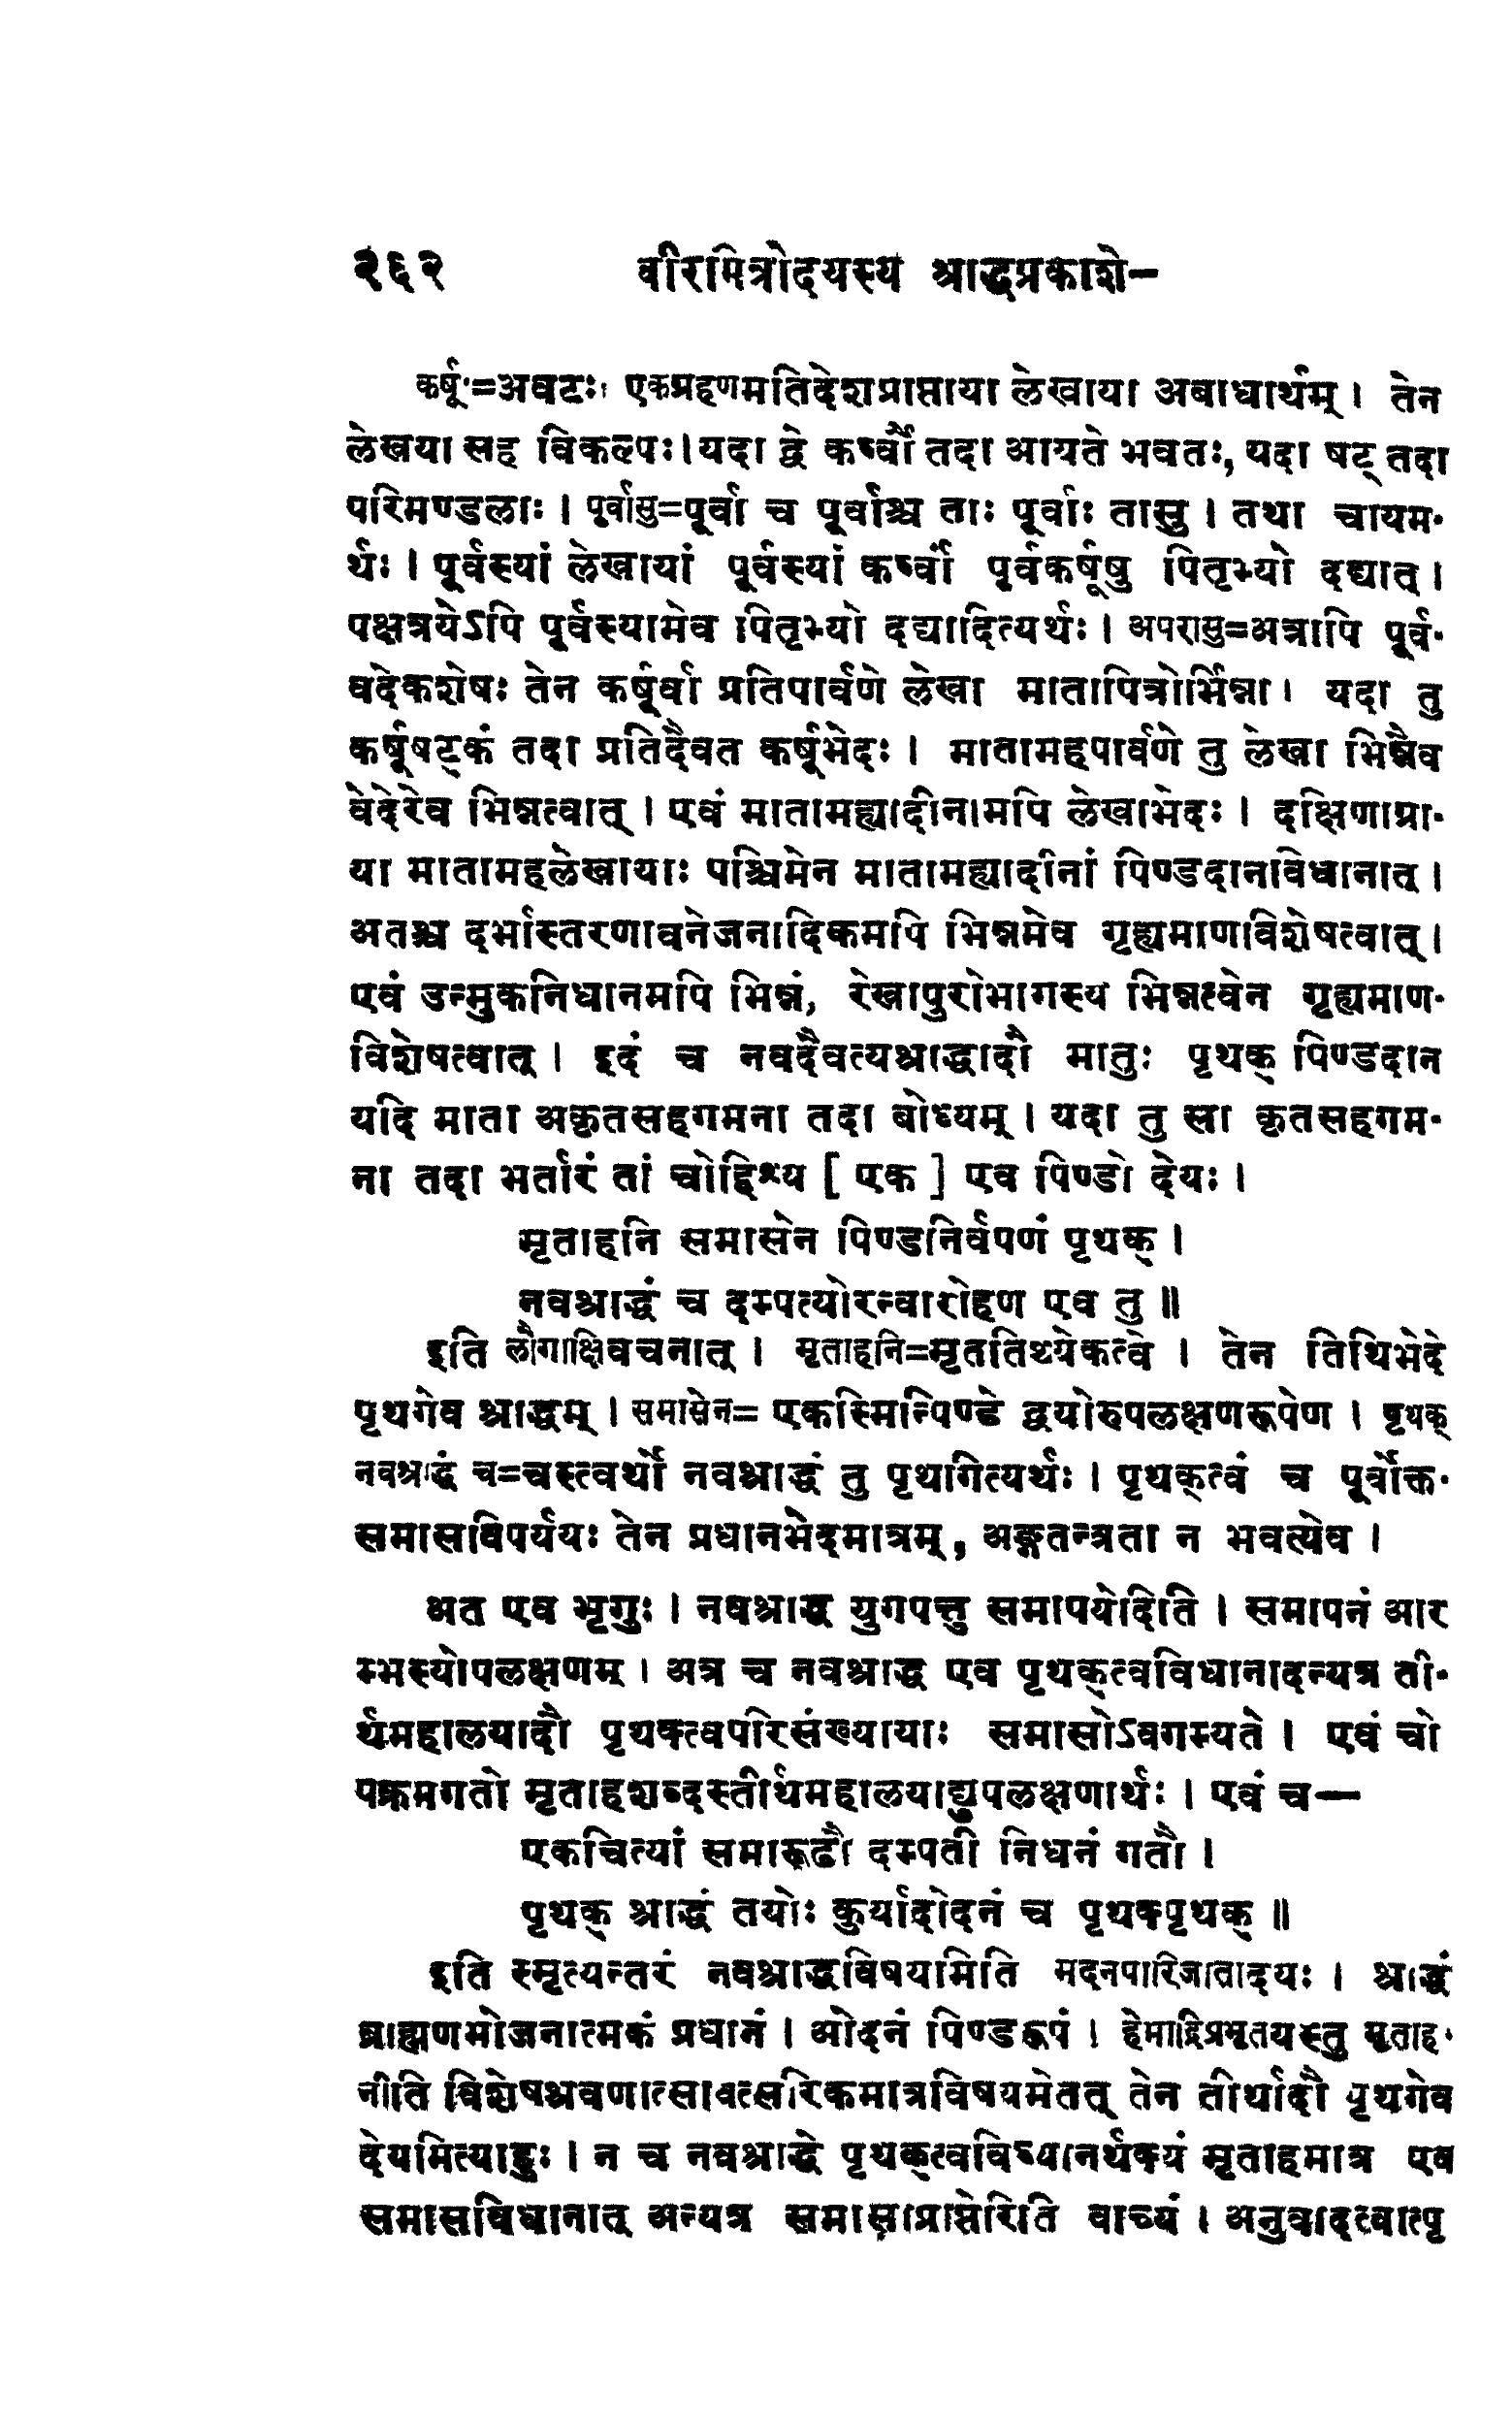 २६२ वीरमित्रोदयस्य श्राद्धप्रकाशे-
कर्षूः=अवटः। एकग्रहणमतिदेशप्राप्ताया लेखाया अबाधार्थम् । तेन
लेखया सह विकल्पः। यदा द्वे कर्ष्वौ तदा आयते भवतः, यदा षट् तदा
परिमण्डलाः । पूर्वासु=पूर्वा च पूर्वाश्च ताः पूर्वाः तासु । तथा चायम-
र्थः । पूर्वस्यां लेखायां पूर्वस्यां कर्ष्वां पूर्वकर्षूषु पितृभ्यो दद्यात् ।
पक्षत्रयेऽपि पूर्वस्यामेव पितृभ्यो दद्यादित्यर्थः । अपरासु=अत्रापि पूर्व-
वदेकशेषः तेन कर्षूर्वा प्रतिपार्वणे लेखा मातापित्रोर्भिन्ना । यदा तु
कर्षूषट्कं तदा प्रतिदैवत कर्षूभेदः । मातामहपार्वणे तु लेखा भिन्नैव
वेदेरेव भिन्नत्वात् । एवं मातामह्यादीनामपि लेखाभेदः । दक्षिणाप्रा-
या मातामहलेखायाः पश्चिमेन मातामह्यादीनां पिण्डदानविधानात् ।
अतश्च दर्भास्तरणावनेजनादिकमपि भिन्नमेव गृह्यमाणविशेषत्वात् ।
एवं उन्मुकनिधानमपि भिन्नं, रेखापुरोभागस्य भिन्नत्वेन गृह्यमाण-
विशेषत्वात् । इदं च नवदैवत्यश्राद्धादौ मातुः पृथक् पिण्डदान
यदि माता अकृतसहगमना तदा बोध्यम् । यदा तु सा कृतसहगम-
ना तदा भर्तारं तां चोद्दिश्य [ एक ] एव पिण्डो देयः ।
मृताहनि समासेन पिण्डनिर्वपणं पृथक् ।
नवश्राद्धं च दम्पत्योरन्वारोहण एव तु ॥
इति लौगाक्षिवचनात् । मृताहनि=मृततिथ्येकत्वे । तेन तिथिभेदे
पृथगेव श्राद्धम् । समासेन= एकस्मिन्पिण्डे द्वयोरुपलक्षणरूपेण । पृथक्
नवश्राद्धं च=चस्त्वर्थो नवश्राद्धं तु पृथगित्यर्थः । पृथक्त्वं च पूर्वोक्त-
समासविपर्ययः तेन प्रधानभेदमात्रम्, अङ्गतन्त्रता न भवत्येव ।
अत एव भृगुः । नवश्राद्ध युगपत्तु समापयेदिति । समापनं आर
म्भस्योपलक्षणम् । अत्र च नवश्राद्ध एव पृथक्त्वविधानादन्यत्र ती-
र्थमहालयादौ पृथक्त्वपरिसंख्यायाः समासोऽवगम्यते । एवं चो
पक्रमगतो मृताहशब्दस्तीर्थमहालयाद्युपलक्षणार्थः । एवं च—
एकचित्यां समारूढौ दम्पती निधनं गतौ ।
पृथक् श्राद्धं तयोः कुर्यादोदनं च पृथक्पृथक् ॥
इति स्मृत्यन्तरं नवश्राद्धविषयमिति मदनपारिजातादयः । श्राद्धं
ब्राह्मणभोजनात्मकं प्रधानं । ओदनं पिण्डरूपं । हेमाद्रिप्रभृतयस्तु मृताह-
नीति विशेषश्रवणात्सावत्सरिकमात्रविषयमेतत् तेन तीर्थादौ पृथगेव
देयमित्याहुः । न च नवश्राद्धे पृथक्त्वविध्यानर्थक्यं मृताहमात्र एव
समासविधानात् अन्यत्र समासाप्राप्तेरिति वाच्यं । अनुवादत्वात्पृ